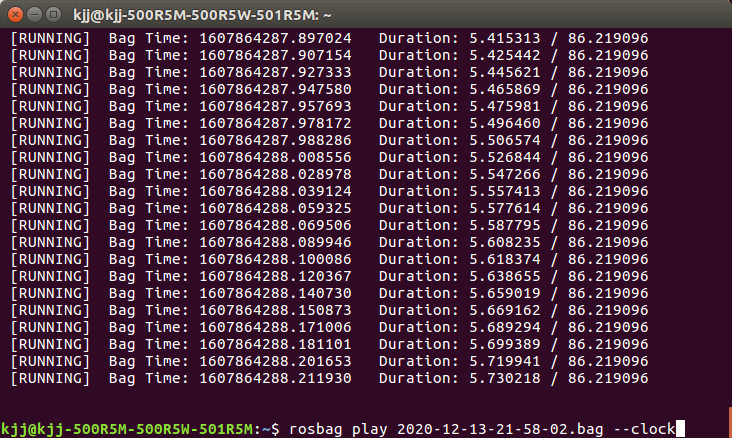 kjj@kjj-500R5M-500R5W-501R5M: ~
[RUNNING]  Bag Time: 1607864287.897024   Duration: 5.415313 / 86.219096
[RUNNING]  Bag Time: 1607864287.907154   Duration: 5.425442 / 86.219096
[RUNNING]  Bag Time: 1607864287.927333   Duration: 5.445621 / 86.219096
[RUNNING]  Bag Time: 1607864287.947580   Duration: 5.465869 / 86.219096
[RUNNING]  Bag Time: 1607864287.957693   Duration: 5.475981 / 86.219096
[RUNNING]  Bag Time: 1607864287.978172   Duration: 5.496460 / 86.219096
[RUNNING]  Bag Time: 1607864287.988286   Duration: 5.506574 / 86.219096
[RUNNING]  Bag Time: 1607864288.008556   Duration: 5.526844 / 86.219096
[RUNNING]  Bag Time: 1607864288.028978   Duration: 5.547266 / 86.219096
[RUNNING]  Bag Time: 1607864288.039124   Duration: 5.557413 / 86.219096
[RUNNING]  Bag Time: 1607864288.059325   Duration: 5.577614 / 86.219096
[RUNNING]  Bag Time: 1607864288.069506   Duration: 5.587795 / 86.219096
[RUNNING]  Bag Time: 1607864288.089946   Duration: 5.608235 / 86.219096
[RUNNING]  Bag Time: 1607864288.100086   Duration: 5.618374 / 86.219096
[RUNNING]  Bag Time: 1607864288.120367   Duration: 5.638655 / 86.219096
[RUNNING]  Bag Time: 1607864288.140730   Duration: 5.659019 / 86.219096
[RUNNING]  Bag Time: 1607864288.150873   Duration: 5.669162 / 86.219096
[RUNNING]  Bag Time: 1607864288.171006   Duration: 5.689294 / 86.219096
[RUNNING]  Bag Time: 1607864288.181101   Duration: 5.699389 / 86.219096
[RUNNING]  Bag Time: 1607864288.201653   Duration: 5.719941 / 86.219096
[RUNNING]  Bag Time: 1607864288.211930   Duration: 5.730218 / 86.219096
kjj@kjj-500R5M-500R5W-501R5M:~$ rosbag play 2020-12-13-21-58-02.bag --clock